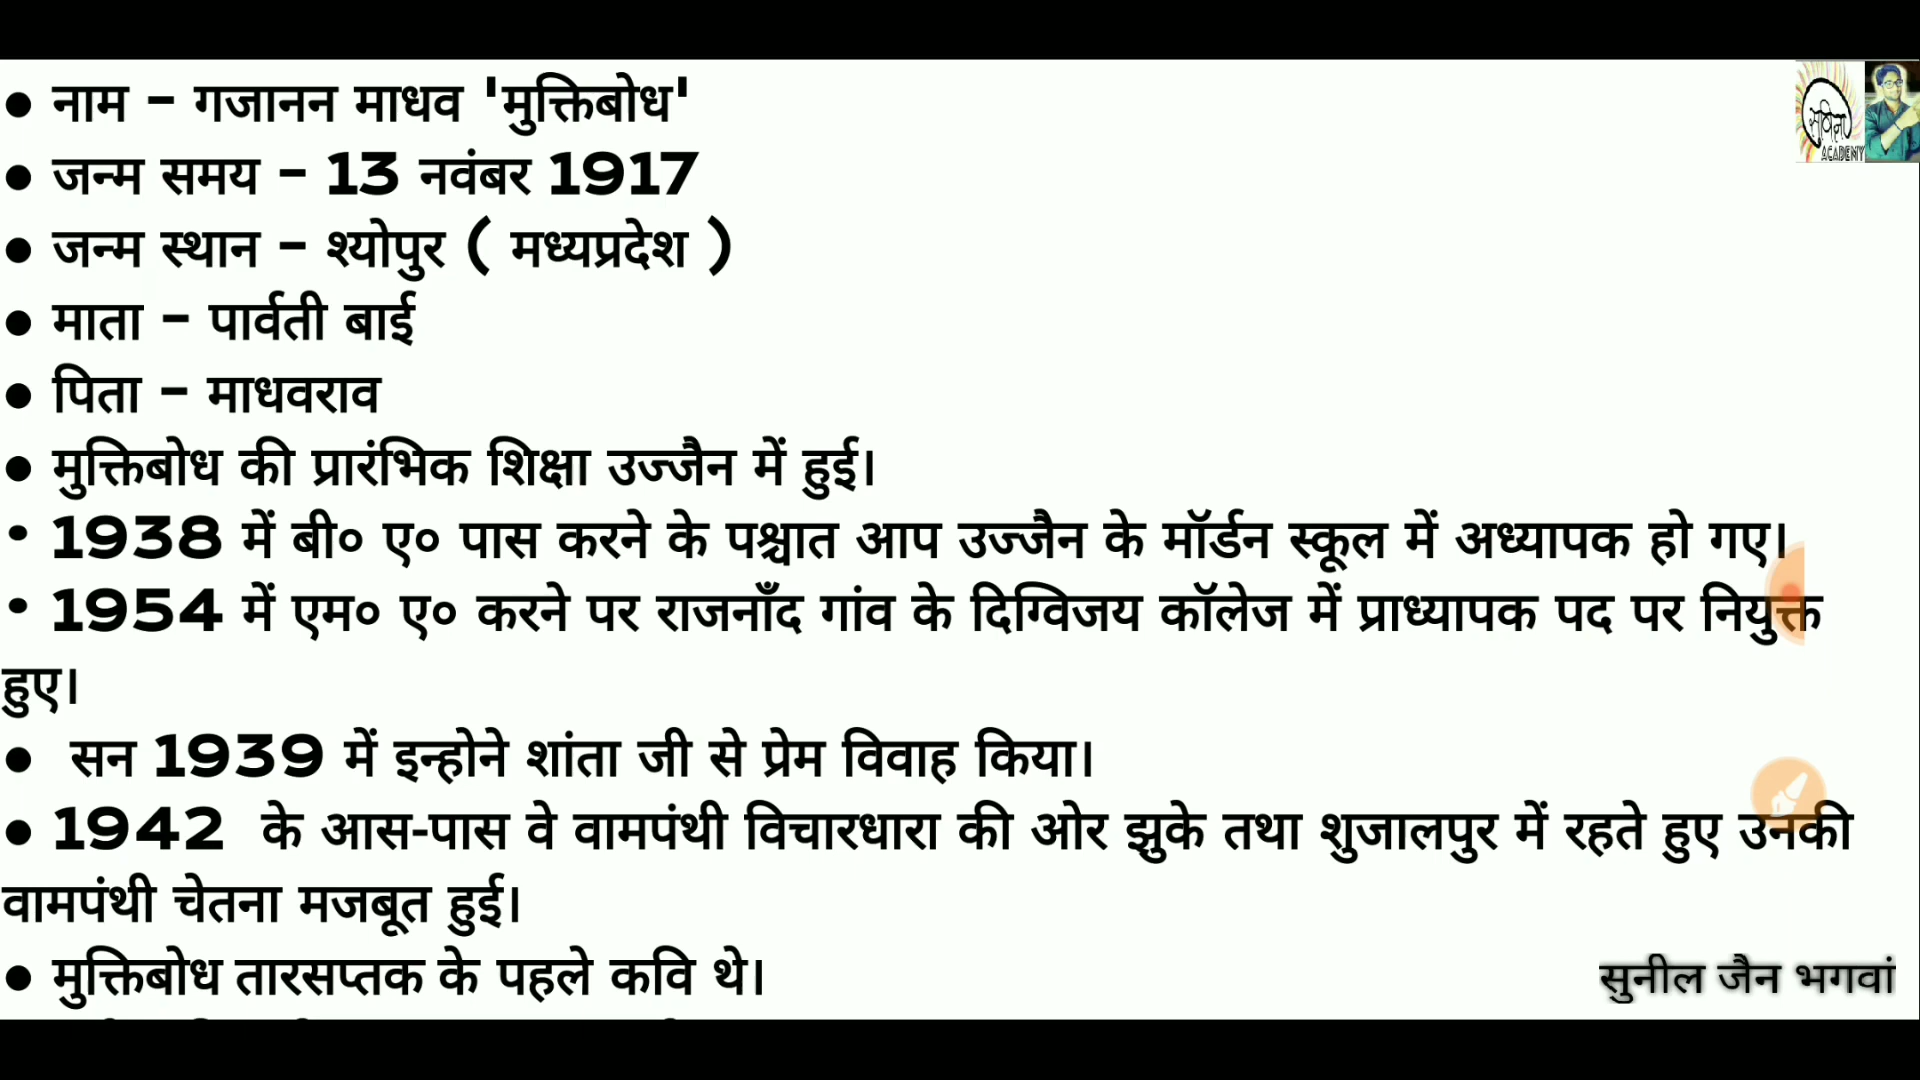 ● नाम – गजानन माधव 'मुक्तिबोध'
● जन्म समय – 13 नवंबर 1917
● जन्म स्थान – श्योपुर ( मध्यप्रदेश )
● माता – पार्वती बाई
● पिता – माधवराव
● मुक्तिबोध की प्रारंभिक शिक्षा उज्जैन में हुई।
• 1938 में बी० ए० पास करने के पश्चात आप उज्जैन के मॉर्डन स्कूल में अध्यापक हो गए।
• 1954 में एम० ए० करने पर राजनाँद गांव के दिग्विजय कॉलेज में प्राध्यापक पद पर नियुक्त
हुए।
● सन 1939 में इन्होने शांता जी से प्रेम विवाह किया।
● 1942 के आस-पास वे वामपंथी विचारधारा की ओर झुके तथा शुजालपुर में रहते हुए उनकी
वामपंथी चेतना मजबूत हुई।
● मुक्तिबोध तारसप्तक के पहले कवि थे।
सुनील जैन भगवां
ACADEMY